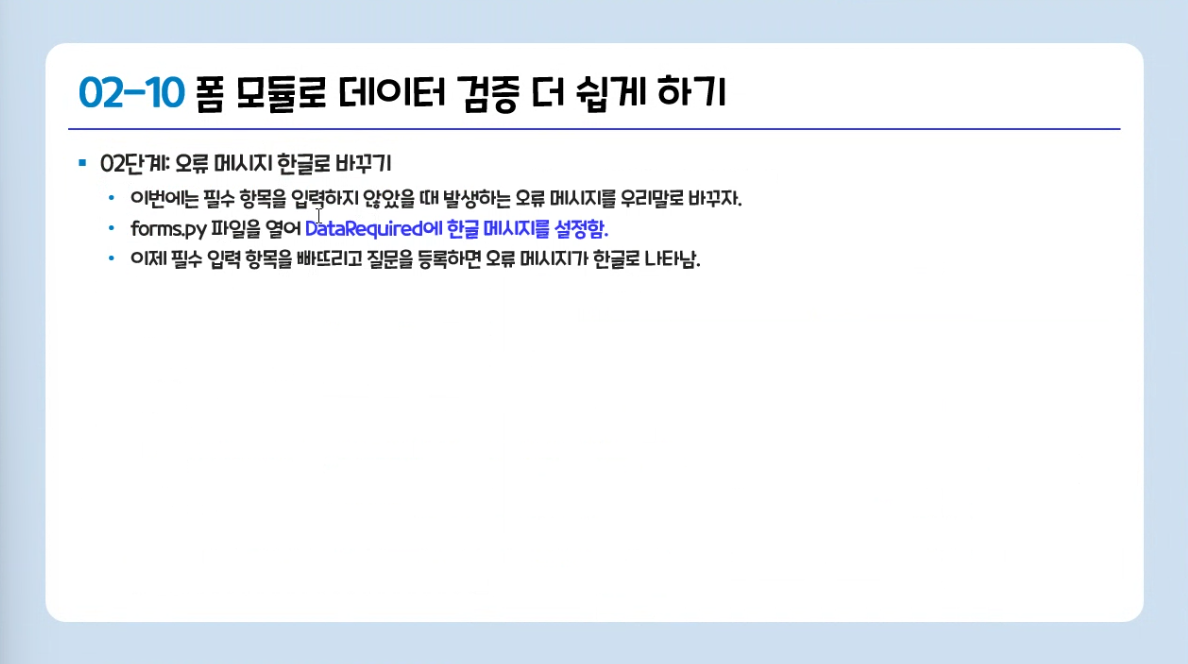 02-10 폼 모듈로 데이터 검증 더 쉽게 하기
▪ 02단계: 오류 메시지 한글로 바꾸기
• 이번에는 필수 항목을 입력하지 않았을 때 발생하는 오류 메시지를 우리말로 바꾸자.
• forms.py 파일을 열어 DataRequired에 한글 메시지를 설정함.
• 이제 필수 입력 항목을 빠뜨리고 질문을 등록하면 오류 메시지가 한글로 나타남.